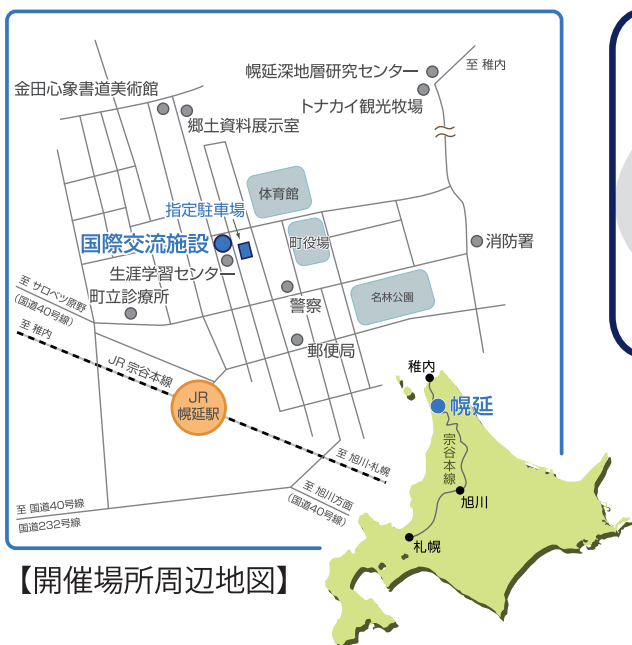 幌延深地層研究センター
至 稚内
金田心象書道美術館
トナカイ観光牧場
郷土資料展示室
体育館
指定駐車場
国際交流施設
町役場
消防署
生涯学習センター
至 サロベツ原野
(国道40号線)
町立診療所
警察
名林公園
至 稚内
郵便局
JR 宗谷本線
JR
幌延駅
稚内
幌延
宗谷本線
至 旭川・札幌
至 旭川方面
(国道40号線)
旭川
至 国道40号線
国道232号線
札幌
【開催場所周辺地図】